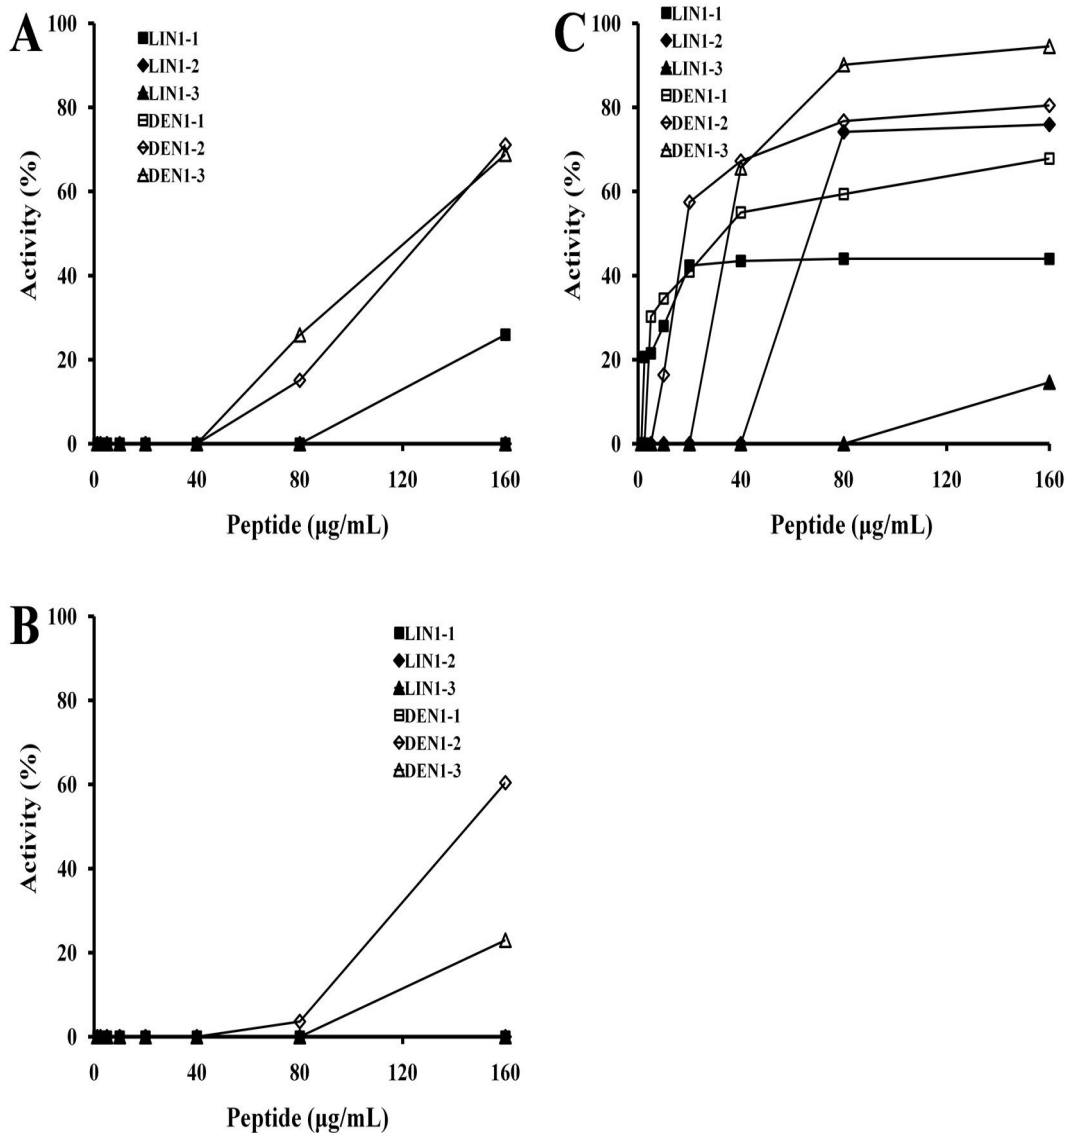 A
100
80
60
40
20
0
Activity (%)
LIN1-1
LIN1-2
LIN1-3
DEN1-1
DEN1-2
DEN1-3
0 40 80 120 160
Peptide (µg/mL)
C
100
80
60
40
20
0
Activity (%)
LIN1-1
LIN1-2
LIN1-3
DEN1-1
DEN1-2
DEN1-3
0 40 80 120 160
Peptide (µg/mL)
B
100
80
60
40
20
0
Activity (%)
LIN1-1
LIN1-2
LIN1-3
DEN1-1
DEN1-2
DEN1-3
0 40 80 120 160
Peptide (µg/mL)